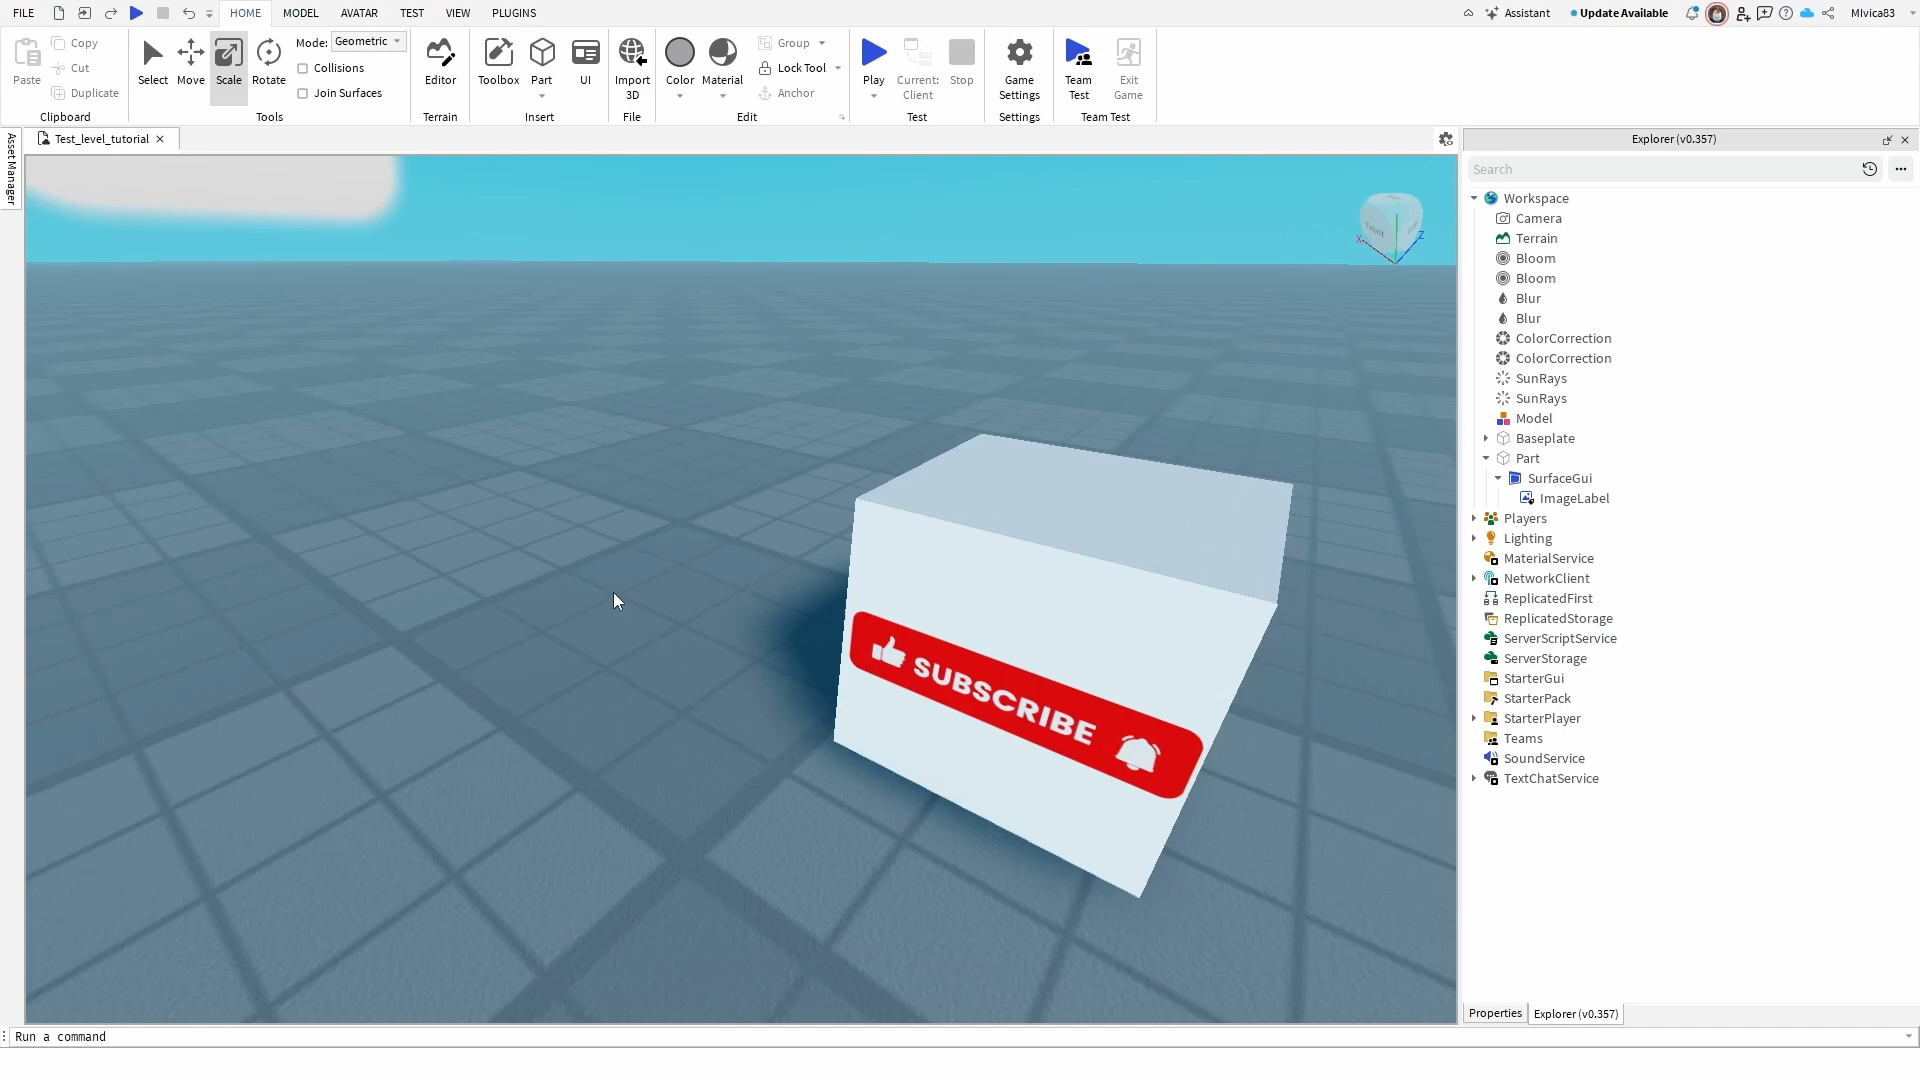 FILE HOME MODEL AVATAR TEST VIEW PLUGINS Assistant Update Available MIvica83
Paste Copy Cut Duplicate
Clipboard
Select Move Scale Rotate
Mode: Geometric
Collisions
Join Surfaces
Tools
Editor
Terrain
Toolbox Part UI
Insert
Import 3D
File
Color Material Group
Lock Tool
Anchor
Edit
Play Current: Client Stop
Test
Game Settings
Settings
Team Test Exit Game
Team Test
Asset Manager
Test_level_tutorial
Front
X
Z
SUBSCRIBE
Explorer (v0.357)
Search
Workspace
Camera
Terrain
Bloom
Bloom
Blur
Blur
ColorCorrection
ColorCorrection
SunRays
SunRays
Model
Baseplate
Part
SurfaceGui
ImageLabel
Players
Lighting
MaterialService
NetworkClient
ReplicatedFirst
ReplicatedStorage
ServerScriptService
ServerStorage
StarterGui
StarterPack
StarterPlayer
Teams
SoundService
TextChatService
Properties Explorer (v0.357)
Run a command